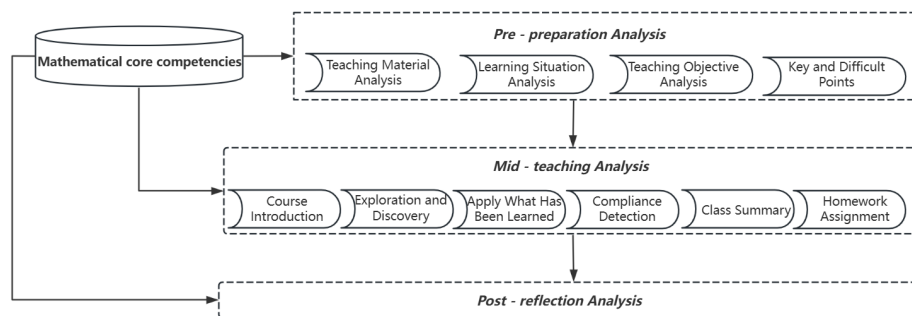 Pre - preparation Analysis
Mathematical core competencies
Teaching Material
Analysis
Learning Situation
Analysis
Teaching Objective
Analysis
Key and Difficult
Points
Mid - teaching Analysis
Course
Introduction
Exploration and
Discovery
Apply What Has
Been Learned
Compliance
Detection
Class Summary
Homework
Assignment
Post - reflection Analysis